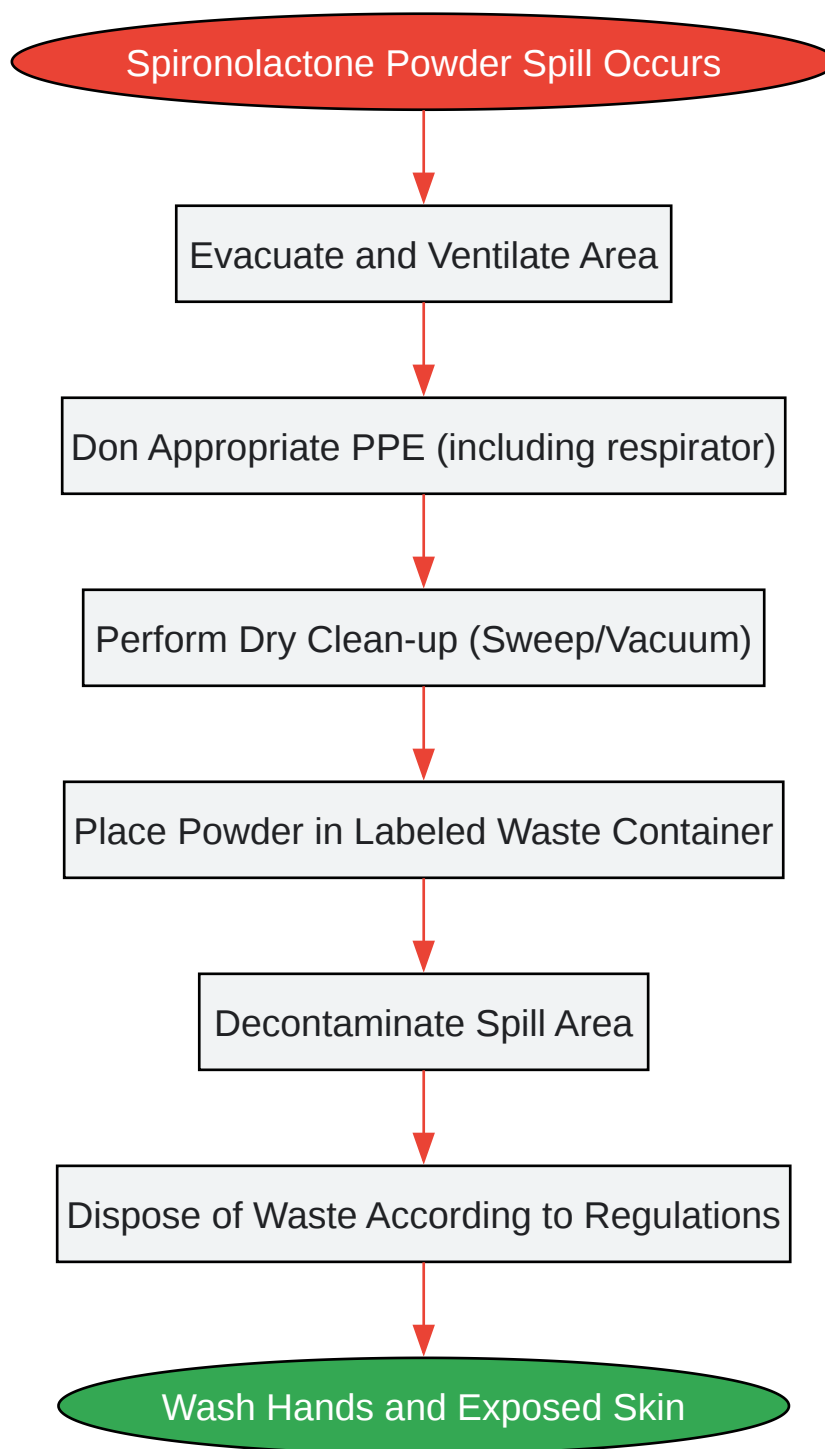 Spironolactone Powder Spill Occurs
Evacuate and Ventilate Area
Don Appropriate PPE (including respirator)
Perform Dry Clean-up (Sweep/Vacuum)
Place Powder in Labeled Waste Container
Decontaminate Spill Area
Dispose of Waste According to Regulations
Wash Hands and Exposed Skin